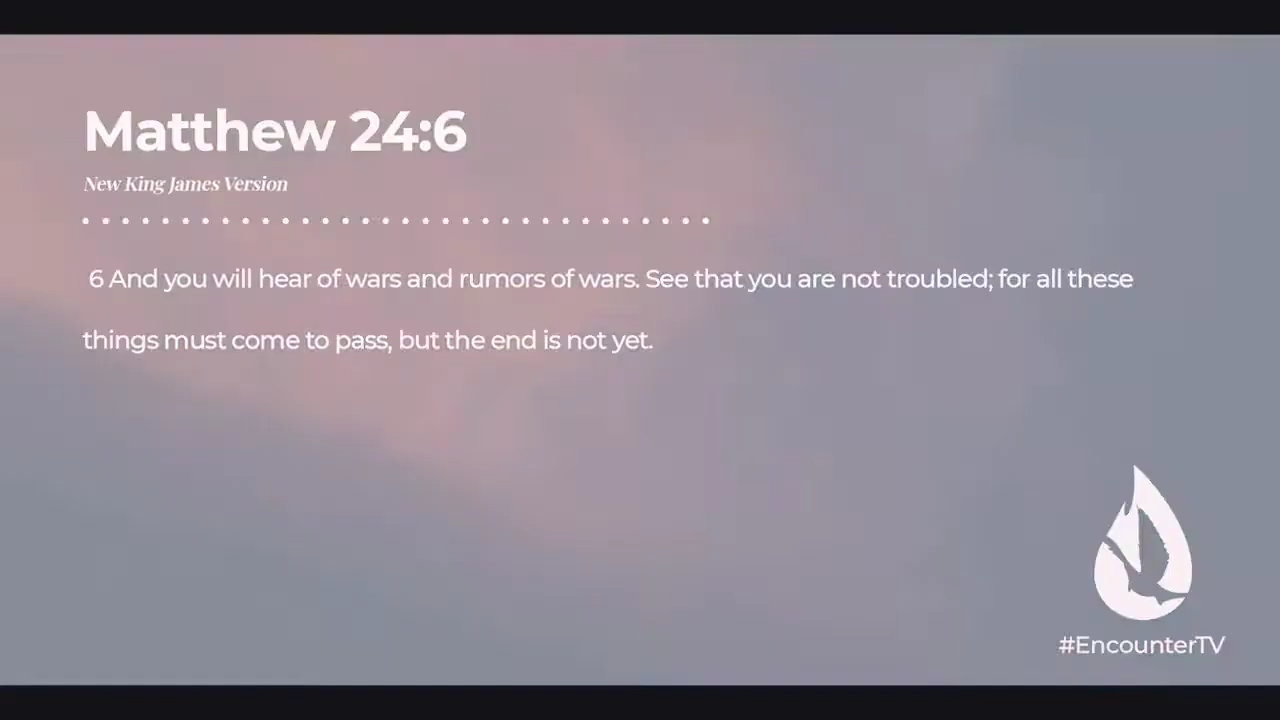 Matthew 24:6
New King James Version
6 And you will hear of wars and rumors of wars. See that you are not troubled; for all these
things must come to pass, but the end is not yet.
#EncounterTV